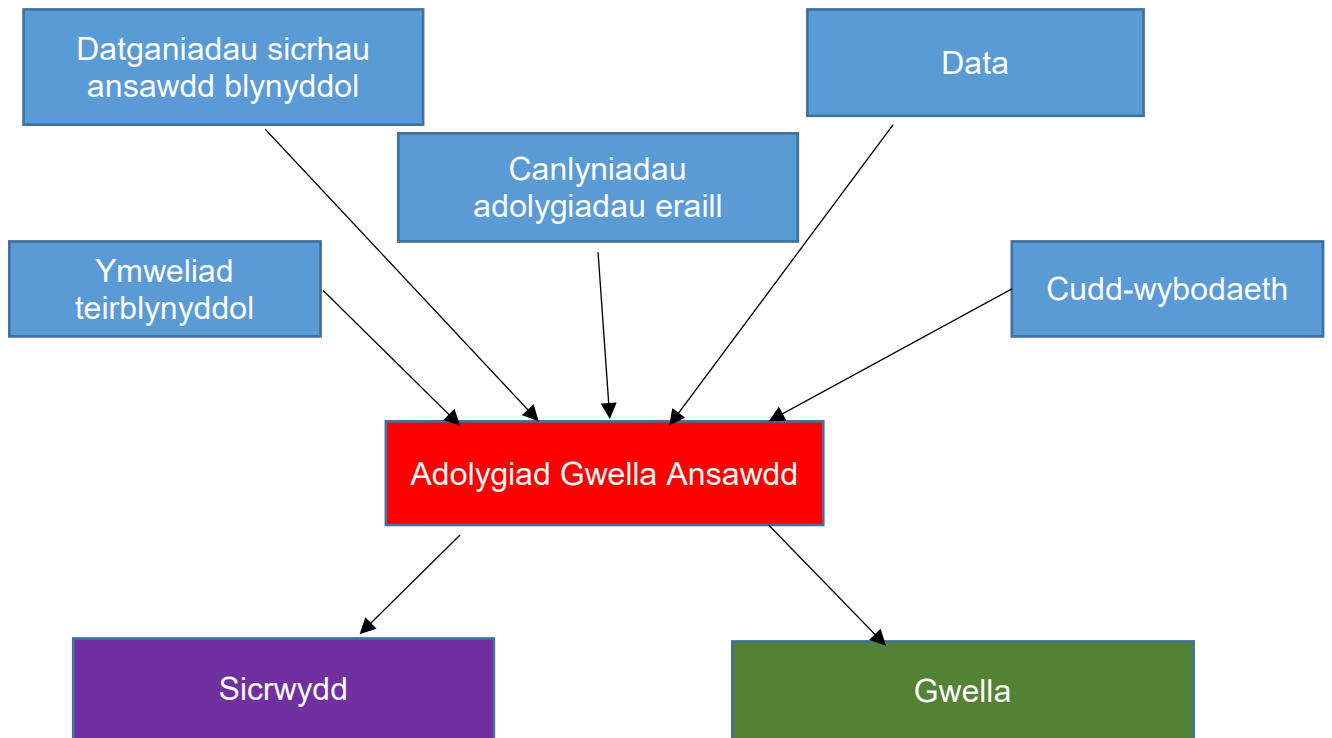 Datganiadau sicrhau
ansawdd blynyddol
Data
Canlyniadau
adolygiadau eraill
Ymweliad
teirblynyddol
Cudd-wybodaeth
Adolygiad Gwella Ansawdd
Sicrwydd
Gwella